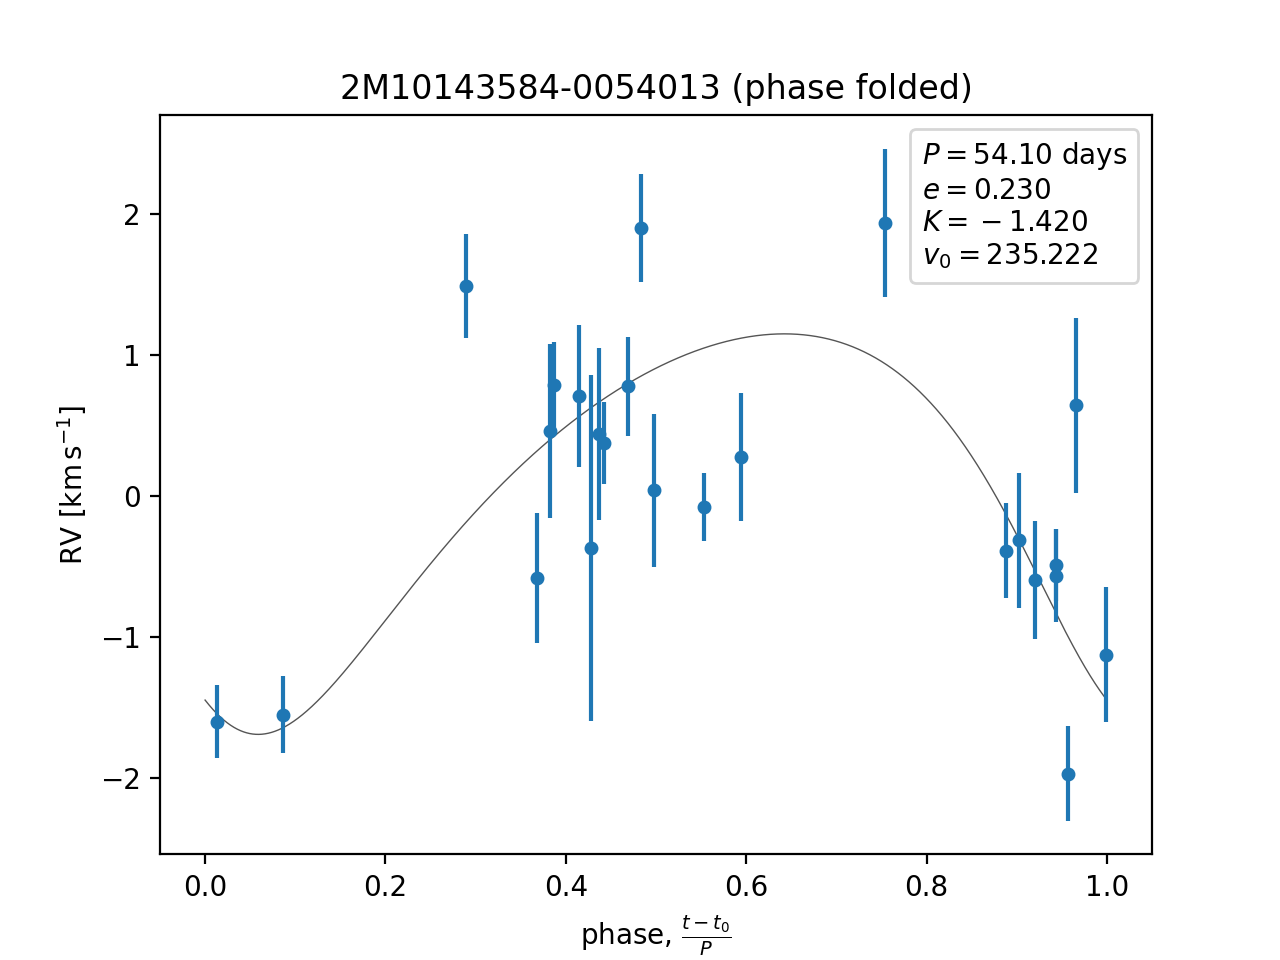 2M10143584-0054013 (phase folded)
P = 54.10 days
e = 0.230
K = −1.420
v₀ = 235.222
2
1
0
−1
−2
RV [km s⁻¹]
0.0 0.2 0.4 0.6 0.8 1.0
phase, (t − t₀)/P